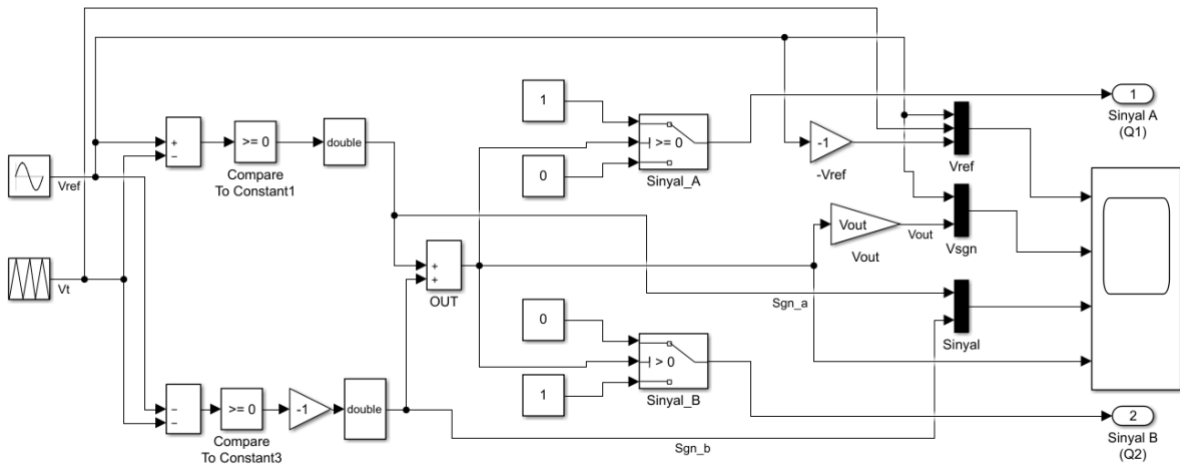 1
Sinyal A
(Q1)
1
+
−
>= 0
double
Compare
To Constant1
>= 0
0
Sinyal_A
-1
-Vref
Vref
Vref
Vt
+
+
OUT
Vout
Vout
Vout
Vsgn
Sgn_a
Sinyal
0
> 0
1
Sinyal_B
−
−
>= 0
-1
double
Compare
To Constant3
Sgn_b
2
Sinyal B
(Q2)